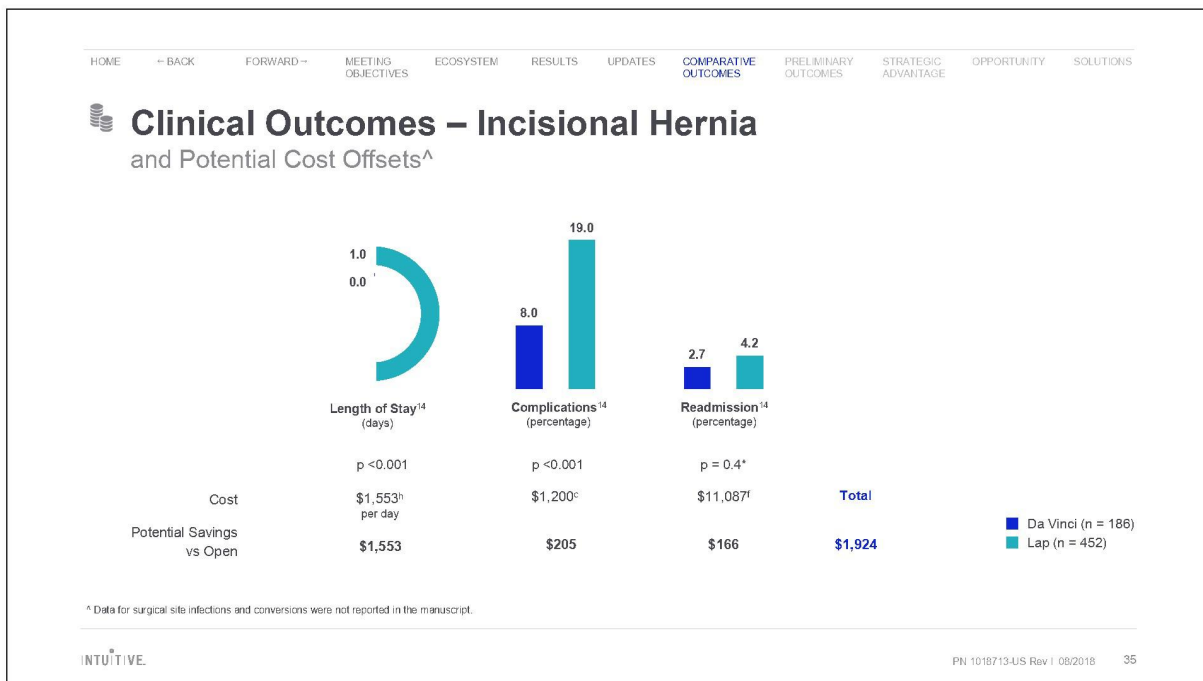 HOME ←BACK FORWARD→ MEETING OBJECTIVES ECOSYSTEM RESULTS UPDATES COMPARATIVE OUTCOMES PRELIMINARY OUTCOMES STRATEGIC ADVANTAGE OPPORTUNITY SOLUTIONS
Clinical Outcomes – Incisional Hernia
and Potential Cost Offsets^
1.0
0.0
8.0
19.0
2.7
4.2
Length of Stay14
(days)
Complications14
(percentage)
Readmission14
(percentage)
p <0.001 p <0.001 p = 0.4*
Cost $1,553h per day $1,200c $11,087f Total
Potential Savings
vs Open $1,553 $205 $166 $1,924
Da Vinci (n = 186)
Lap (n = 452)
^ Data for surgical site infections and conversions were not reported in the manuscript.
INTUITIVE.
PN 1018713-US Rev I 08/2018 35